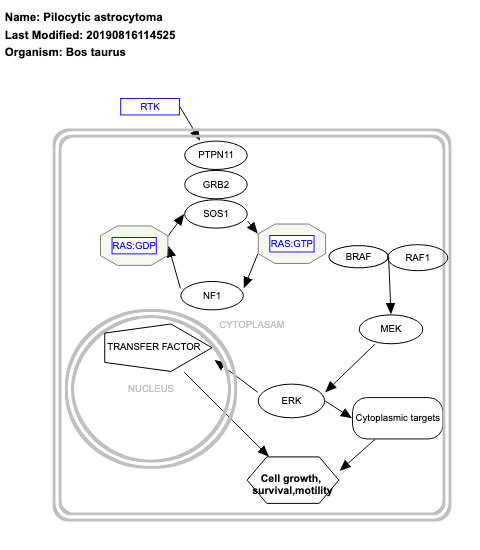 Name: Pilocytic astrocytoma
Last Modified: 20190816114525
Organism: Bos taurus
RTK
PTPN11
GRB2
SOS1
RAS:GDP
RAS:GTP
BRAF
RAF1
NF1
CYTOPLASAM
MEK
TRANSFER FACTOR
NUCLEUS
ERK
Cytoplasmic targets
Cell growth,
survival,motility